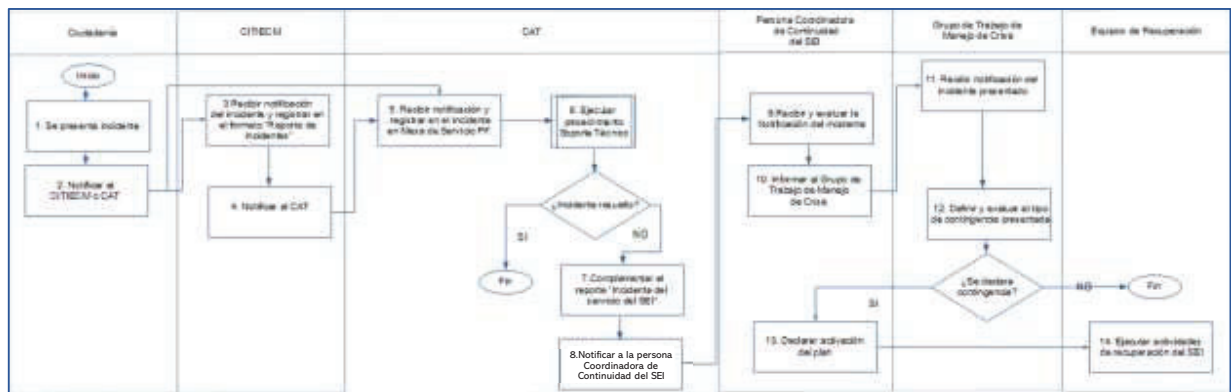 Ciudadanía
CITIECM
CAT
Persona Coordinadora
de Continuidad
del SEI
Grupo de Trabajo de
Manejo de Crisis
Equipo de Recuperación
Inicio
1. Se presenta incidente
2. Notificar al
CITIECM o CAT
3 Recibir notificación
del incidente y registrar en
el formato "Reporte de
Incidentes"
4. Notificar al CAT
5. Recibir notificación y
registrar en el incidente
en Mesa de Servicio
6. Ejecutar
procedimiento
Soporte Técnico
¿Incidente resuelto?
SI
NO
Fin
7. Complementar el
reporte "Incidente del
servicio del SEI".
8.Notificar a la persona
Coordinadora de
Continuidad del SEI
9.Recibir y evaluar la
Notificación del incidente
10. Informar al Grupo de
Trabajo de Manejo
de Crisis
11. Recibir notificación del
incidente presentado
12. Definir y evaluar el tipo
de contingencia presentada
¿Se declara
contingencia?
SI
NO
Fin
13. Declarar activación
del plan
14. Ejecutar actividades
de recuperación del SEI